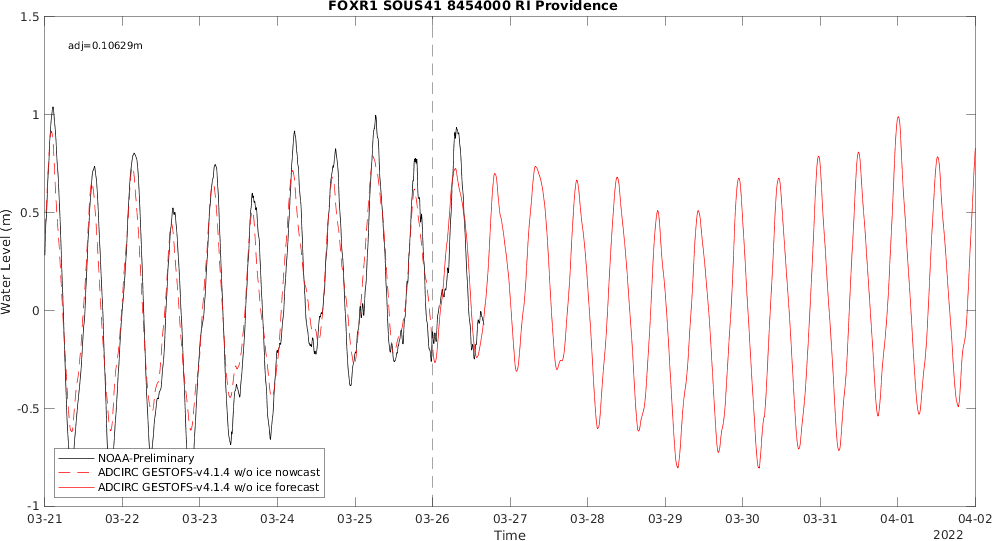 FOXR1 SOUS41 8454000 RI Providence
adj=0.10629m
Water Level (m)
1.5
1
0.5
0
-0.5
-1
NOAA-Preliminary
ADCIRC GESTOFS-v4.1.4 w/o ice nowcast
ADCIRC GESTOFS-v4.1.4 w/o ice forecast
03-21 03-22 03-23 03-24 03-25 03-26 03-27 03-28 03-29 03-30 03-31 04-01 04-02
Time
2022